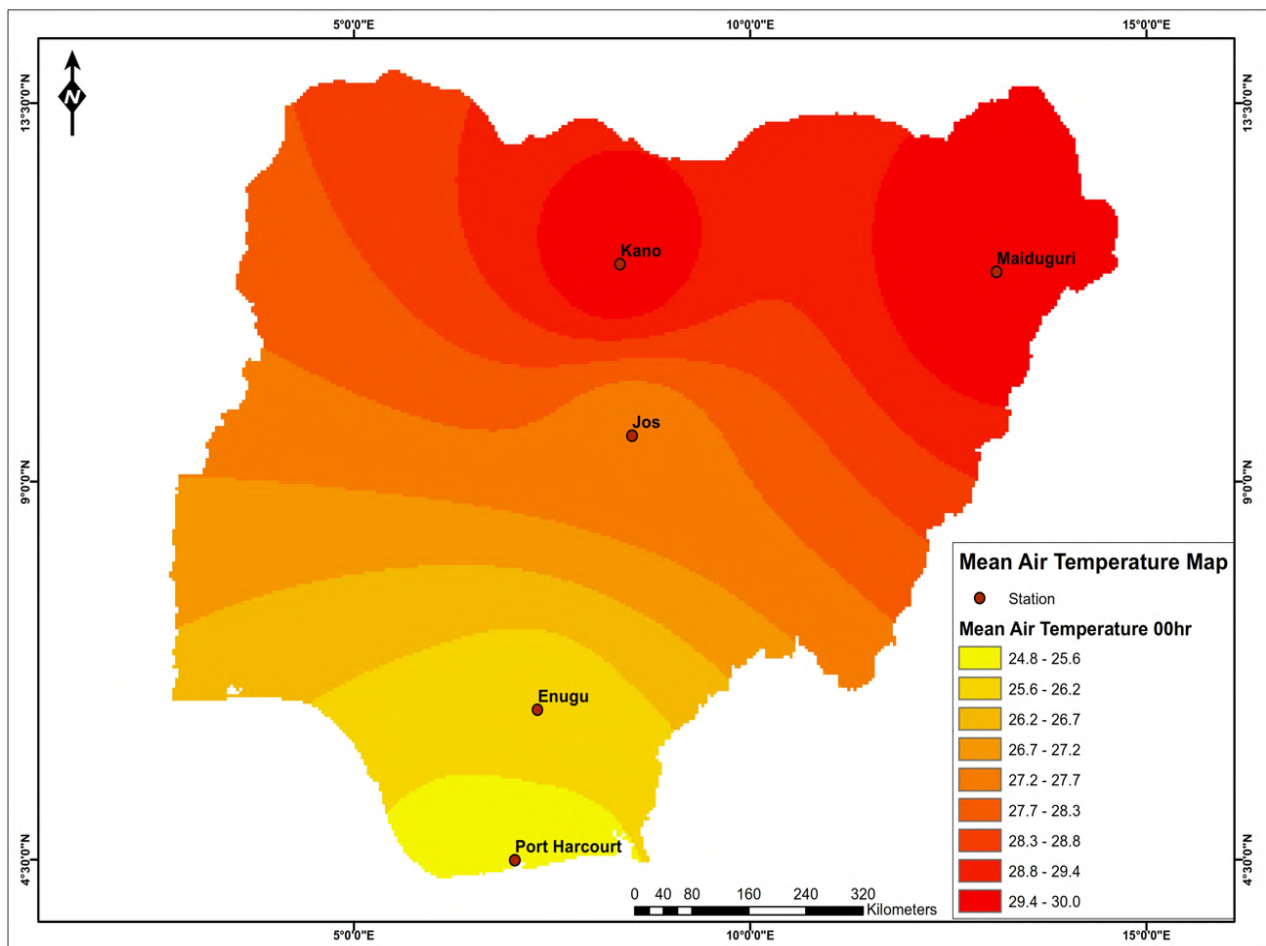 5°0'0"E 10°0'0"E 15°0'0"E
13°30'0"N
13°30'0"N
N
Kano
Maiduguri
Jos
9°0'0"N
9°0'0"N
Mean Air Temperature Map
Station
Mean Air Temperature 00hr
24.8 - 25.6
25.6 - 26.2
26.2 - 26.7
26.7 - 27.2
27.2 - 27.7
27.7 - 28.3
28.3 - 28.8
28.8 - 29.4
29.4 - 30.0
Enugu
Port Harcourt
4°30'0"N
4°30'0"N
0 40 80 160 240 320
Kilometers
5°0'0"E 10°0'0"E 15°0'0"E